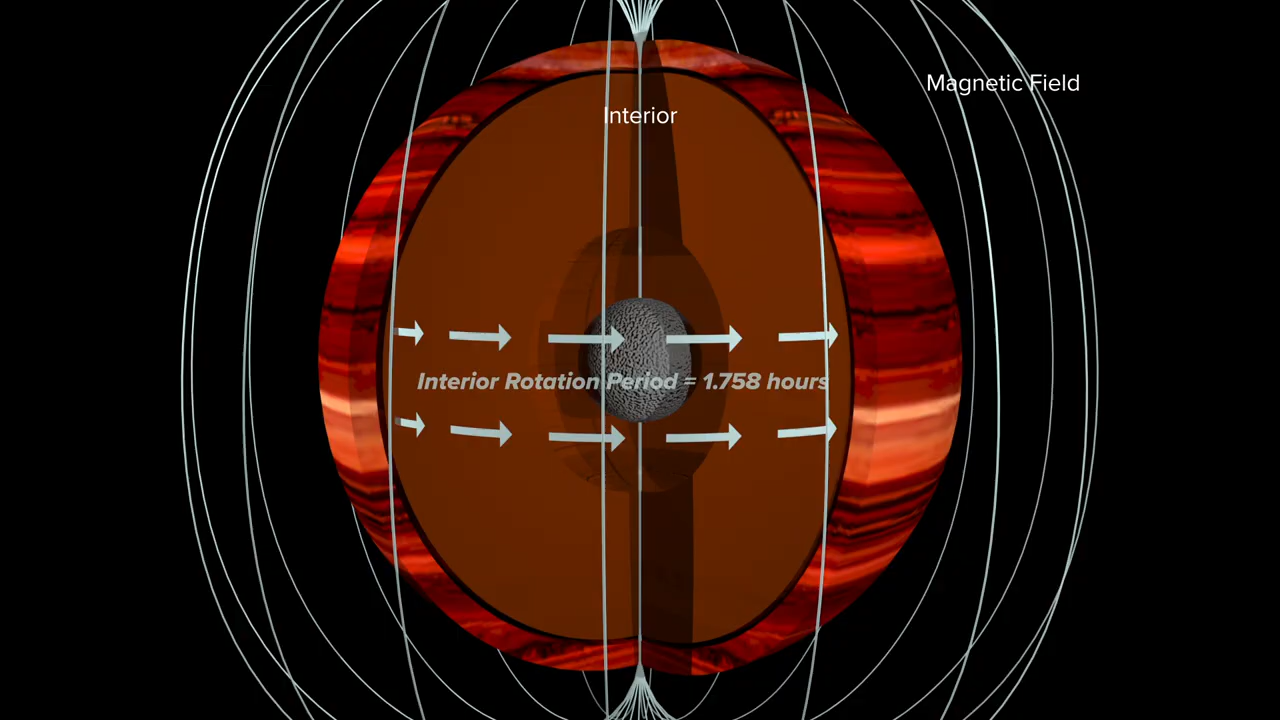 Magnetic Field
Interior
Interior Rotation Period = 1.758 hours